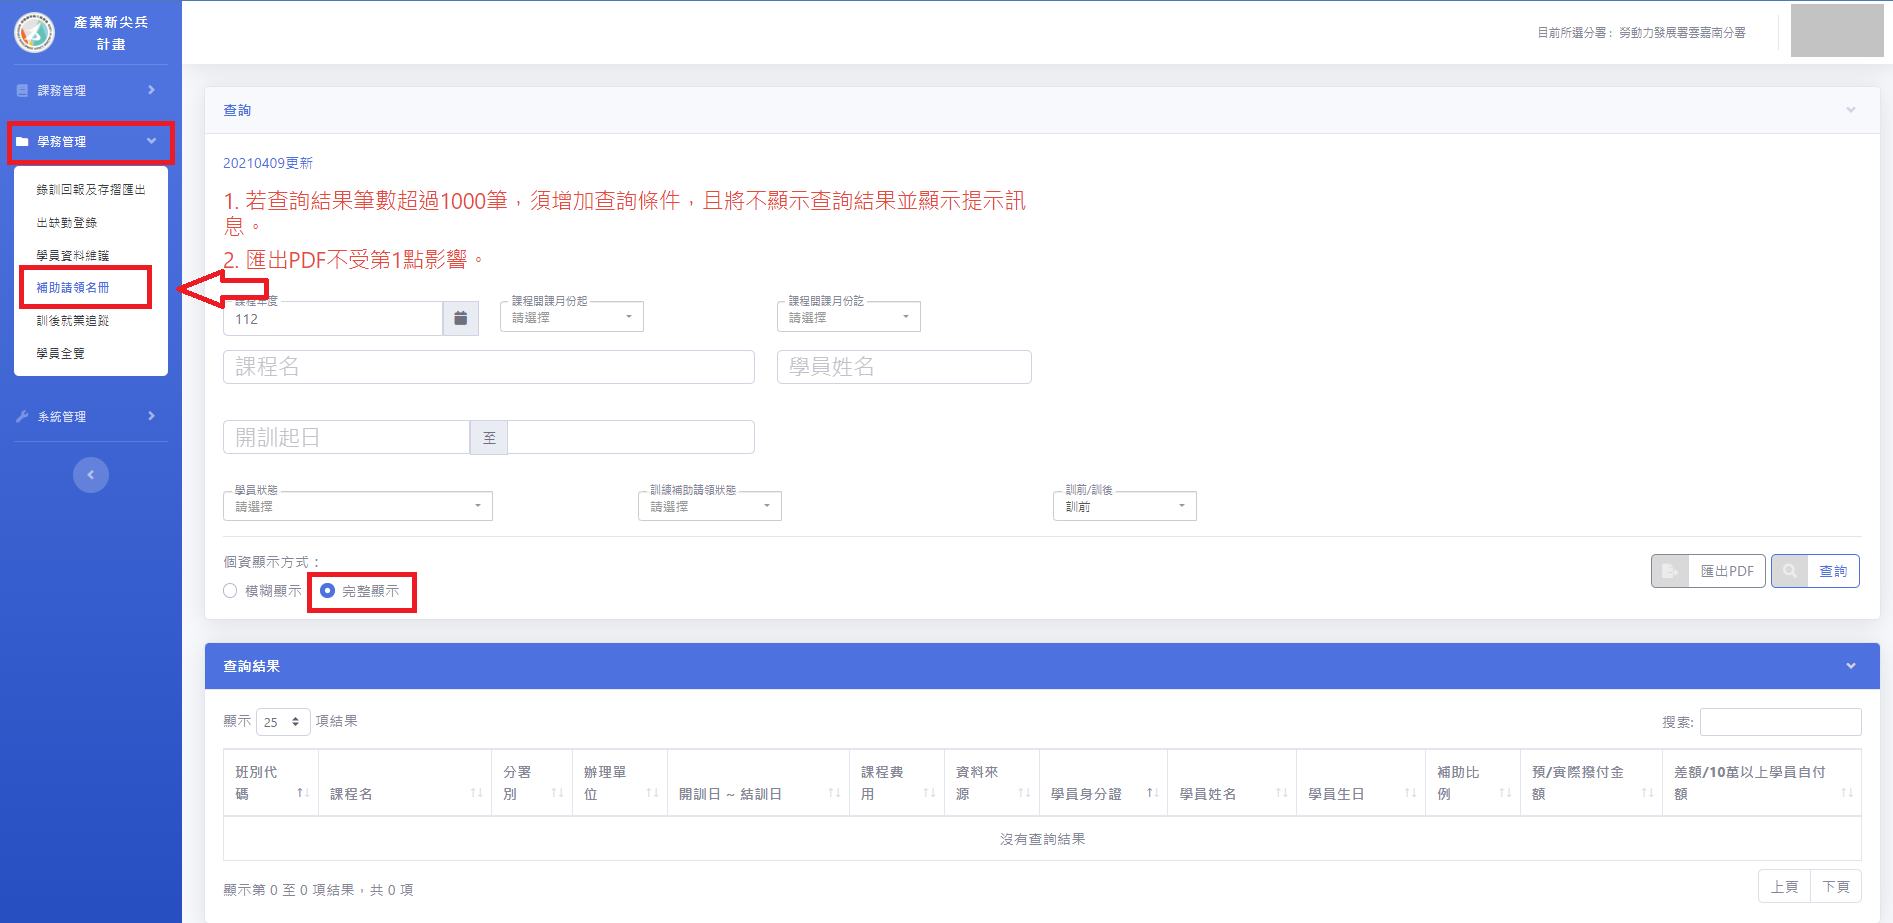 產業新尖兵
計畫
目前所選分署： 勞動力發展署雲嘉南分署
課務管理
學務管理
錄訓回報及存摺匯出
出缺勤登錄
學員資料維護
補助請領名冊
訓後就業追蹤
學員全覽
系統管理
查詢
20210409更新
1. 若查詢結果筆數超過1000筆，須增加查詢條件，且將不顯示查詢結果並顯示提示訊
息。
2. 匯出PDF不受第1點影響。
課程年度
112
課程開課月份起
請選擇
課程開課月份訖
請選擇
課程名
學員姓名
開訓起日
至
學員狀態
請選擇
訓練補助請領狀態
請選擇
訓前/訓後
訓前
個資顯示方式：
模糊顯示
完整顯示
匯出PDF
查詢
查詢結果
顯示 25 項結果
搜索:
班別代
碼
課程名
分署
別
辦理單
位
開訓日 ~ 結訓日
課程費
用
資料來
源
學員身分證
學員姓名
學員生日
補助比
例
預/實際撥付金
額
差額/10萬以上學員自付
額
沒有查詢結果
顯示第 0 至 0 項結果，共 0 項
上頁
下頁